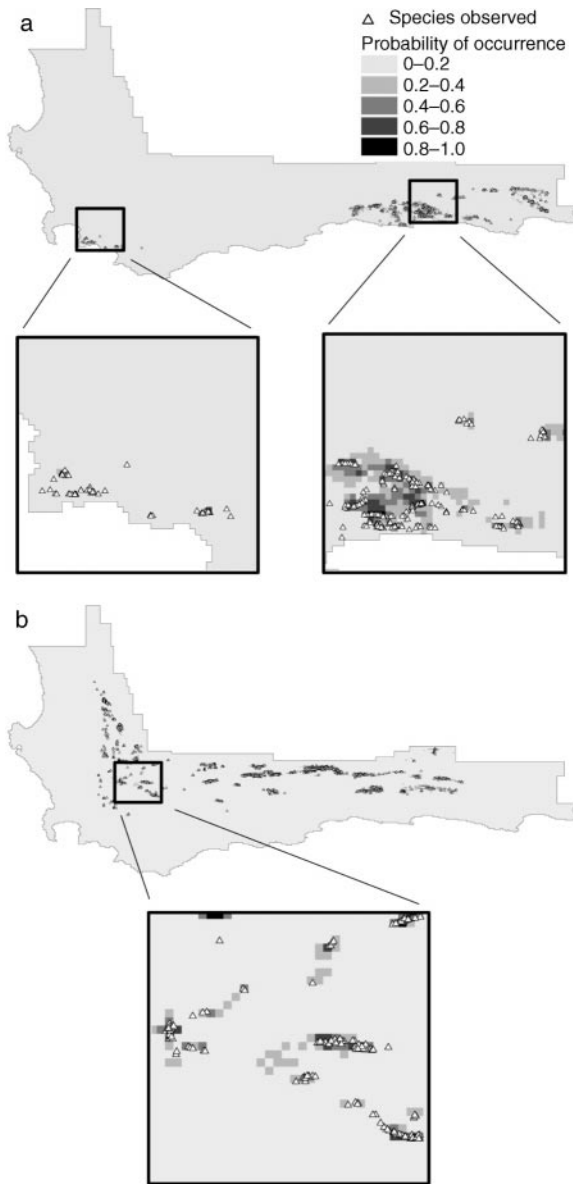 a
Species observed
Probability of occurrence
0–0.2
0.2–0.4
0.4–0.6
0.6–0.8
0.8–1.0
b